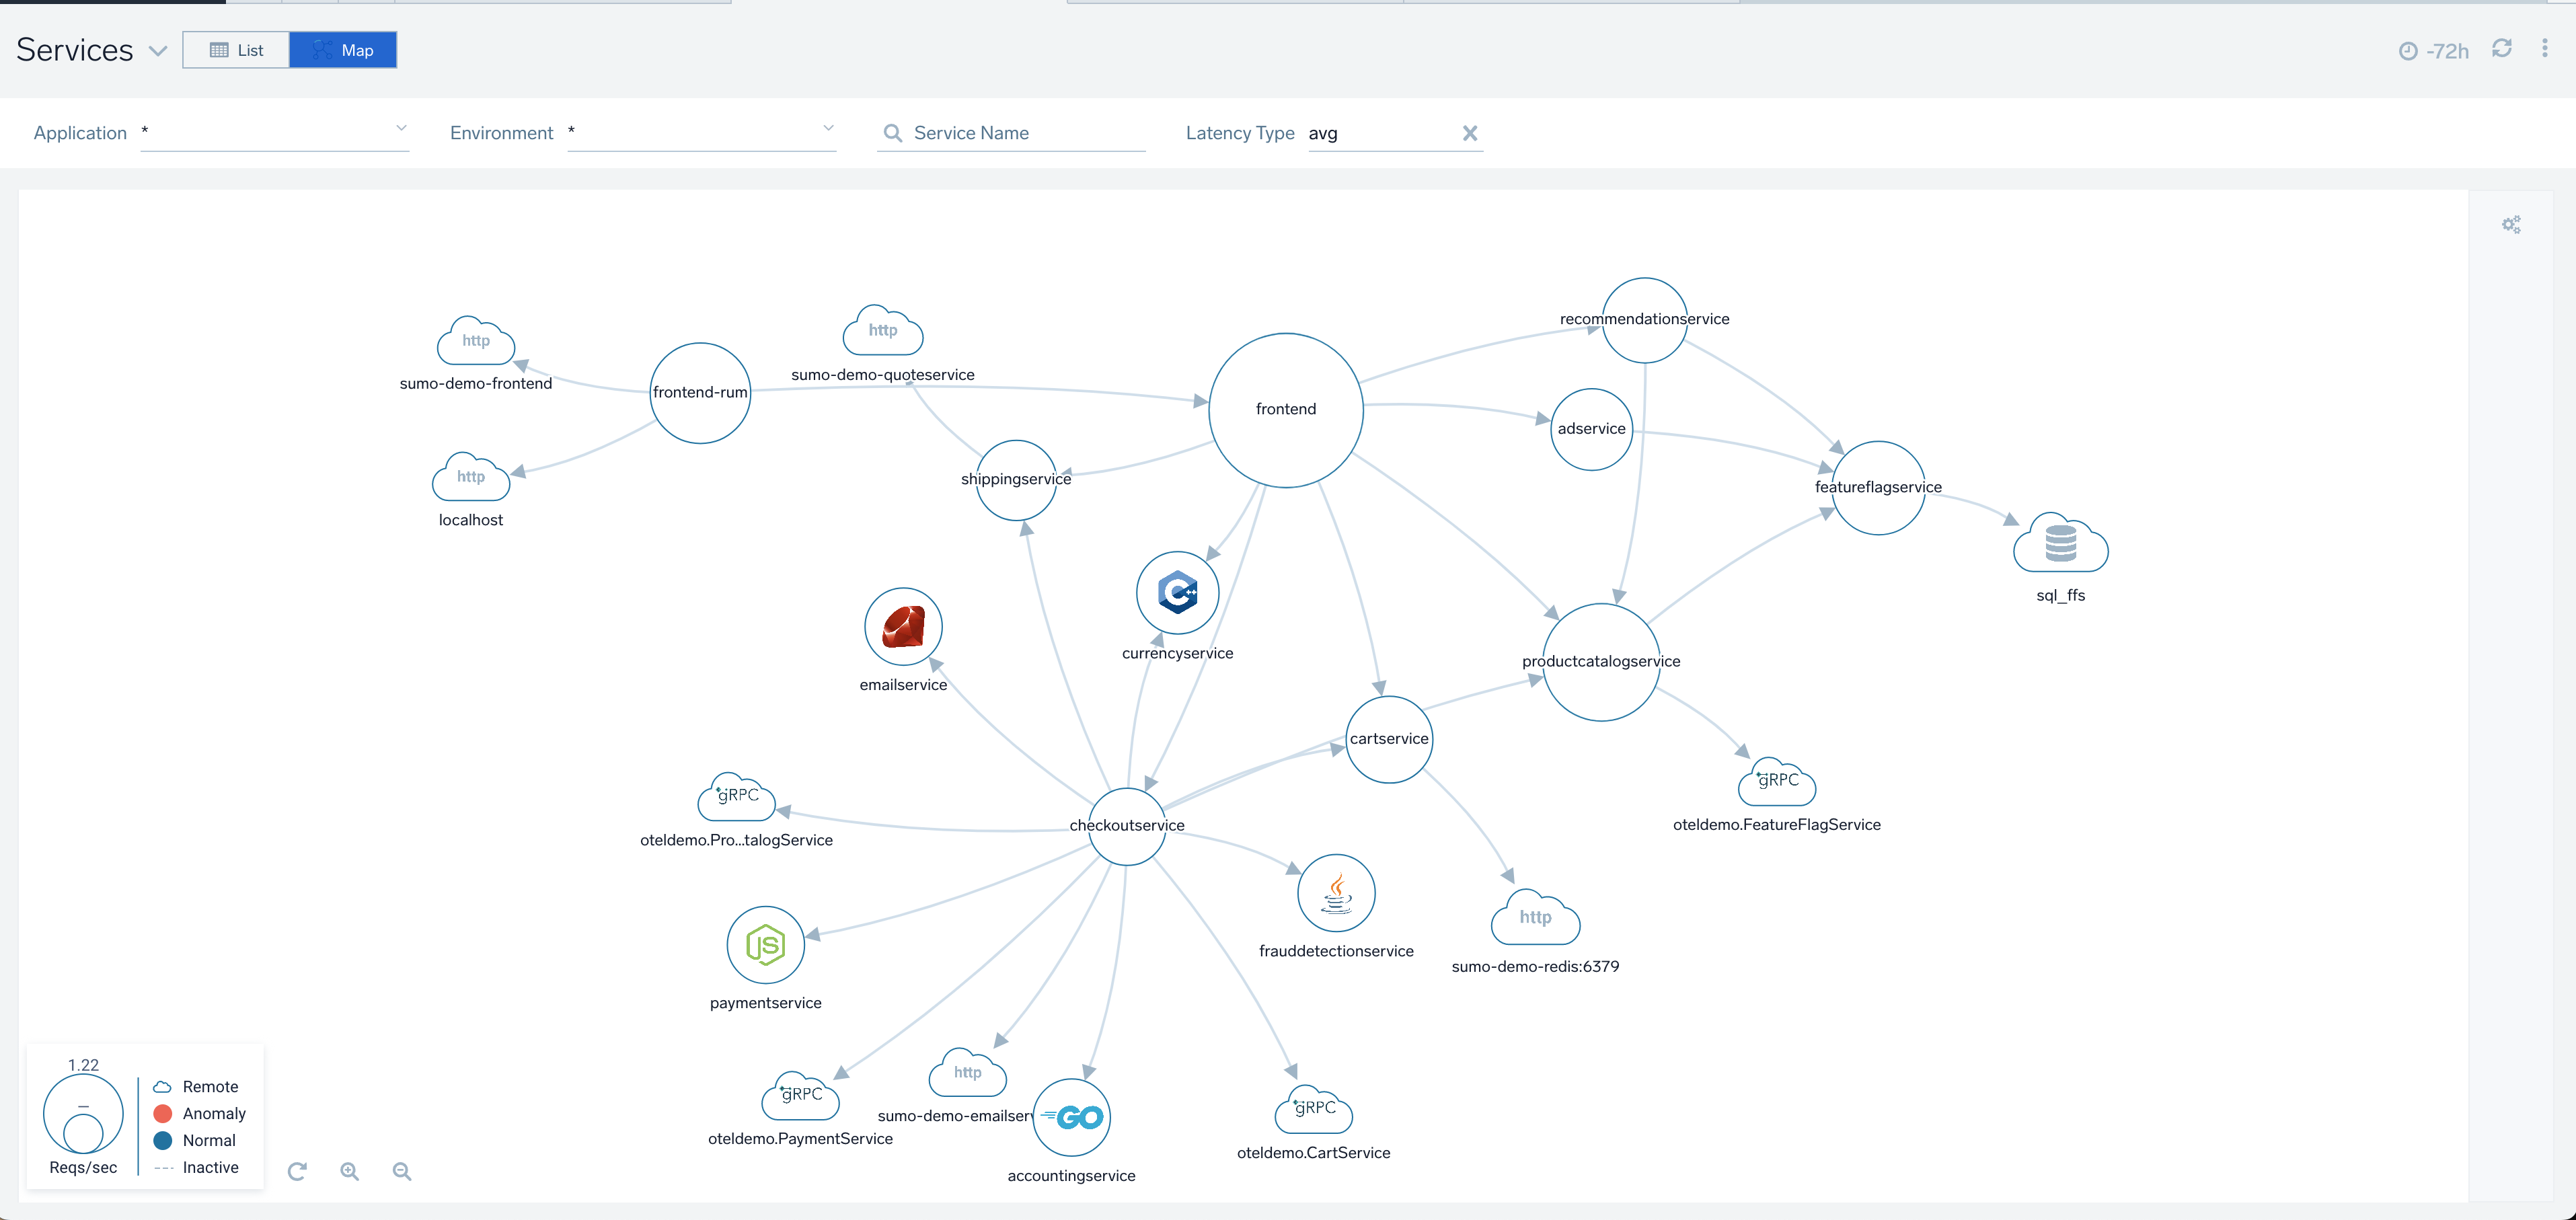 Services
List
Map
-72h
Application *
Environment *
Service Name
Latency Type avg
http
sumo-demo-frontend
http
localhost
frontend-rum
http
sumo-demo-quoteservice
frontend
recommendationservice
adservice
shippingservice
featureflagservice
sql_ffs
C++
currencyservice
emailservice
productcatalogservice
cartservice
gRPC
oteldemo.Pro...talogService
checkoutservice
gRPC
oteldemo.FeatureFlagService
frauddetectionservice
http
sumo-demo-redis:6379
JS
paymentservice
gRPC
oteldemo.PaymentService
http
sumo-demo-emailserv
GO
accountingservice
gRPC
oteldemo.CartService
1.22
–
Reqs/sec
Remote
Anomaly
Normal
Inactive